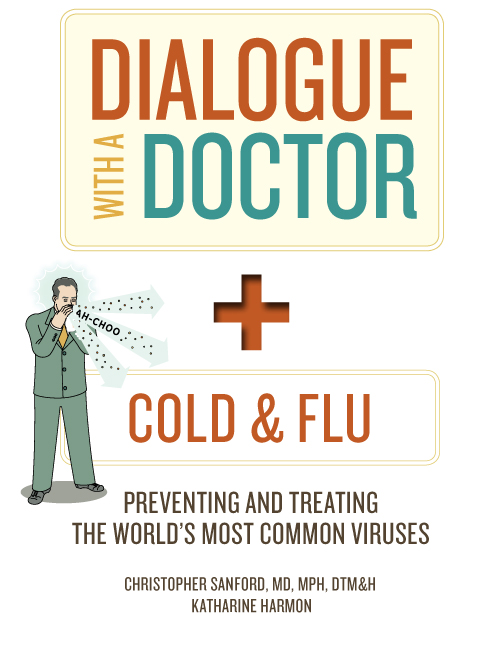 DIALOGUE
WITH A
DOCTOR
AH-CHOO
COLD & FLU
PREVENTING AND TREATING
THE WORLD'S MOST COMMON VIRUSES
CHRISTOPHER SANFORD, MD, MPH, DTM&H
KATHARINE HARMON